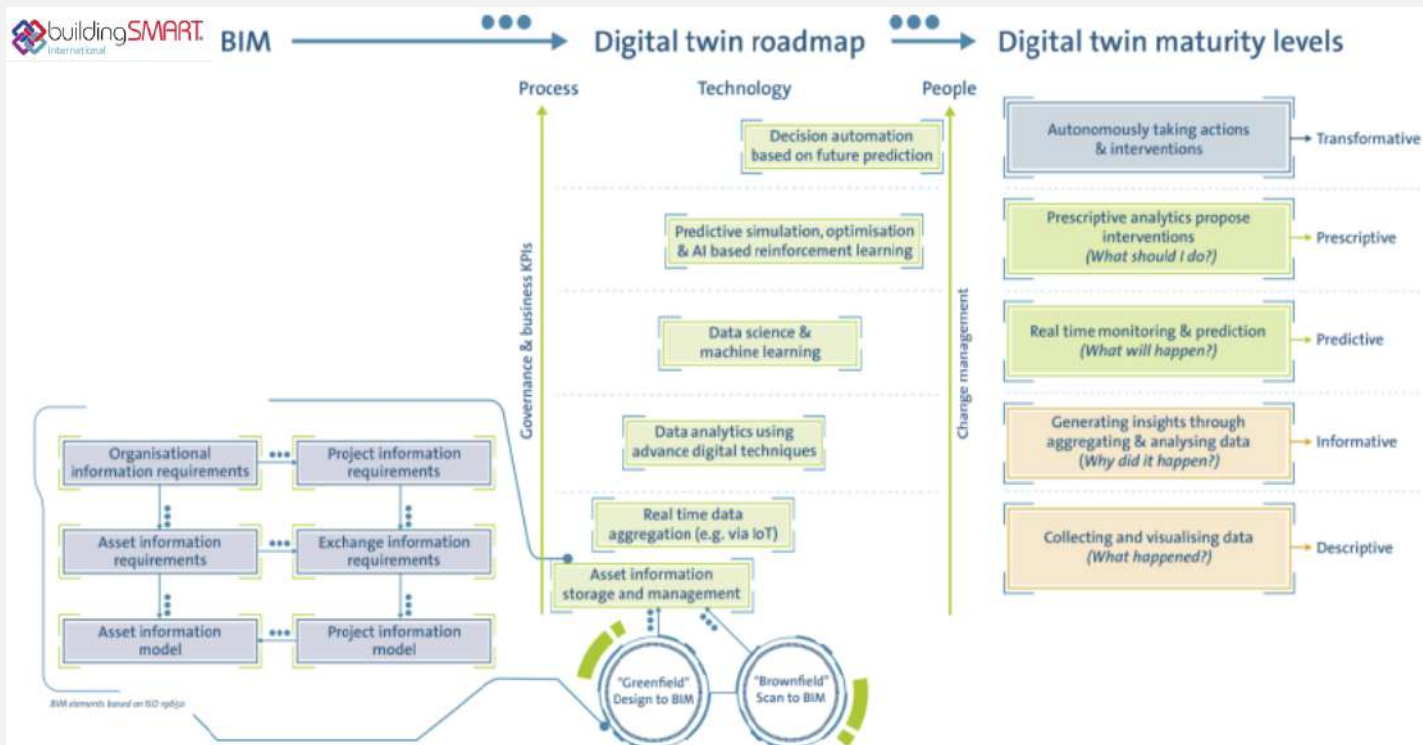 buildingSMART
International
BIM
Digital twin roadmap
Digital twin maturity levels
Process
Technology
People
Governance & business KPIs
Change management
Decision automation
based on future prediction
Predictive simulation, optimisation
& AI based reinforcement learning
Data science &
machine learning
Data analytics using
advance digital techniques
Real time data
aggregation (e.g. via IoT)
Asset information
storage and management
"Greenfield"
Design to BIM
"Brownfield"
Scan to BIM
Autonomously taking actions
& interventions
Transformative
Prescriptive analytics propose
interventions
(What should I do?)
Prescriptive
Real time monitoring & prediction
(What will happen?)
Predictive
Generating insights through
aggregating & analysing data
(Why did it happen?)
Informative
Collecting and visualising data
(What happened?)
Descriptive
Organisational
information requirements
Project information
requirements
Asset information
requirements
Exchange information
requirements
Asset information
model
Project information
model
BIM elements based on ISO 19650